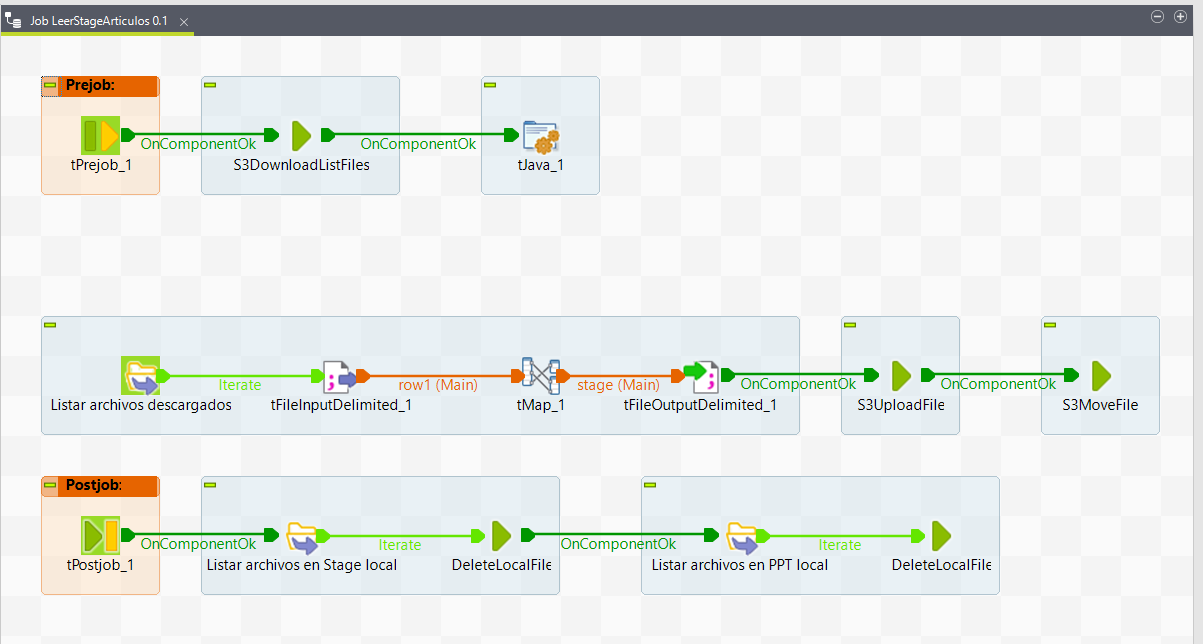 Job LeerStageArticulos 0.1
Prejob:
OnComponentOk
OnComponentOk
tPrejob_1
S3DownloadListFiles
tJava_1
Iterate
row1 (Main)
stage (Main)
OnComponentOk
OnComponentOk
Listar archivos descargados
tFileInputDelimited_1
tMap_1
tFileOutputDelimited_1
S3UploadFile
S3MoveFile
Postjob:
OnComponentOk
Iterate
OnComponentOk
Iterate
tPostjob_1
Listar archivos en Stage local
DeleteLocalFile
Listar archivos en PPT local
DeleteLocalFile